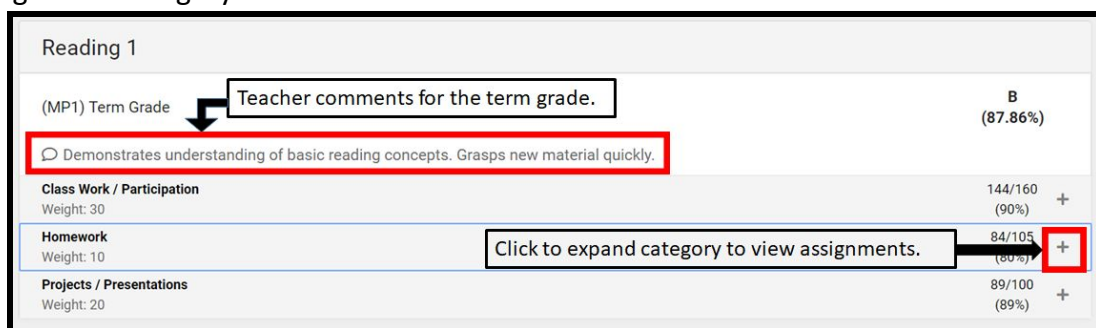 Reading 1
(MP1) Term Grade
Teacher comments for the term grade.
B
(87.86%)
Demonstrates understanding of basic reading concepts. Grasps new material quickly.
Class Work / Participation
144/160
Weight: 30
(90%)
Homework
84/105
Click to expand category to view assignments.
Weight: 10
(80%)
Projects / Presentations
89/100
Weight: 20
(89%)